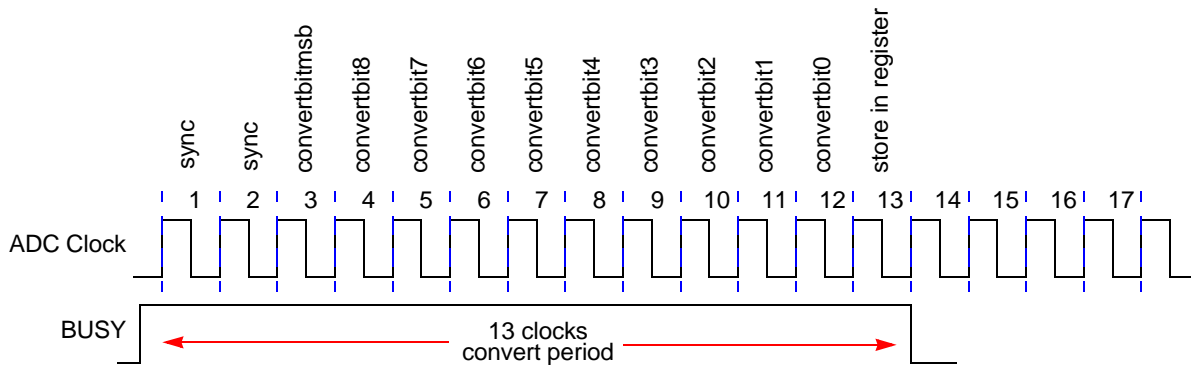 sync
sync
convertbitmsb
convertbit8
convertbit7
convertbit6
convertbit5
convertbit4
convertbit3
convertbit2
convertbit1
convertbit0
store in register
1 2 3 4 5 6 7 8 9 10 11 12 13 14 15 16 17
ADC Clock
BUSY
13 clocks
convert period